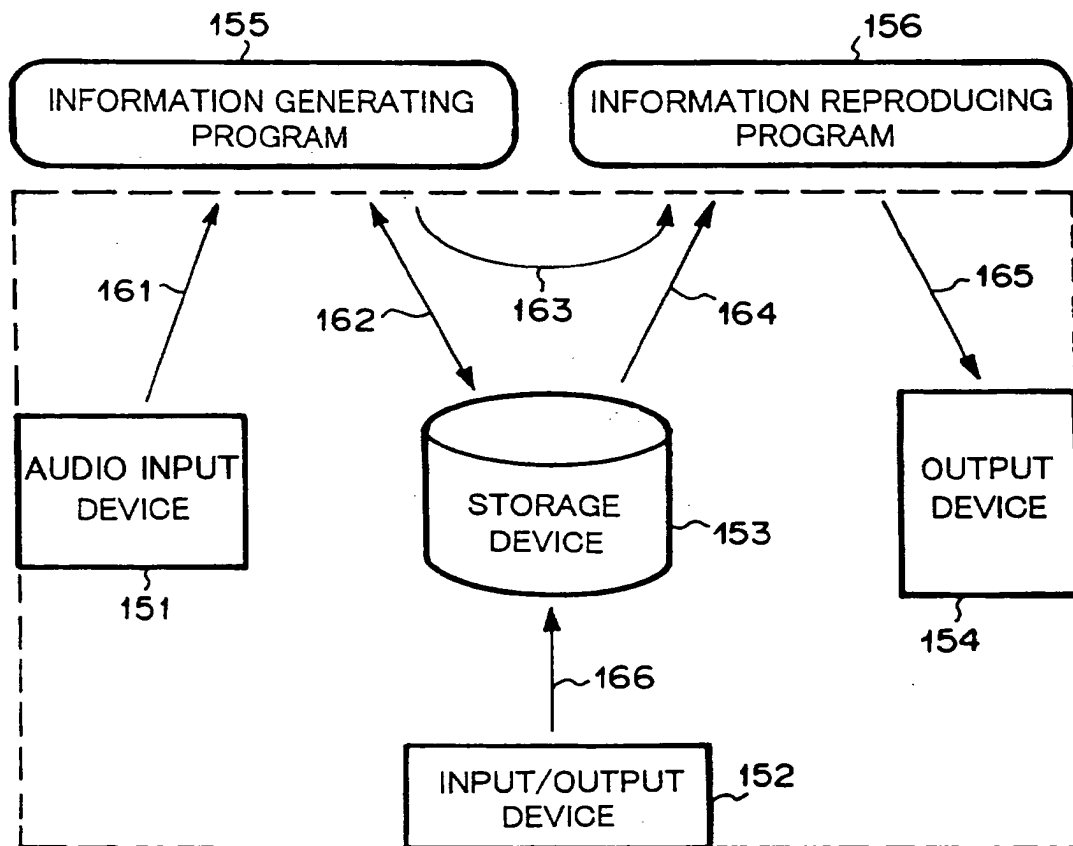 155
156
INFORMATION GENERATING
PROGRAM
INFORMATION REPRODUCING
PROGRAM
161
162
163
164
165
AUDIO INPUT
DEVICE
151
STORAGE
DEVICE
153
OUTPUT
DEVICE
154
166
INPUT/OUTPUT
DEVICE
152